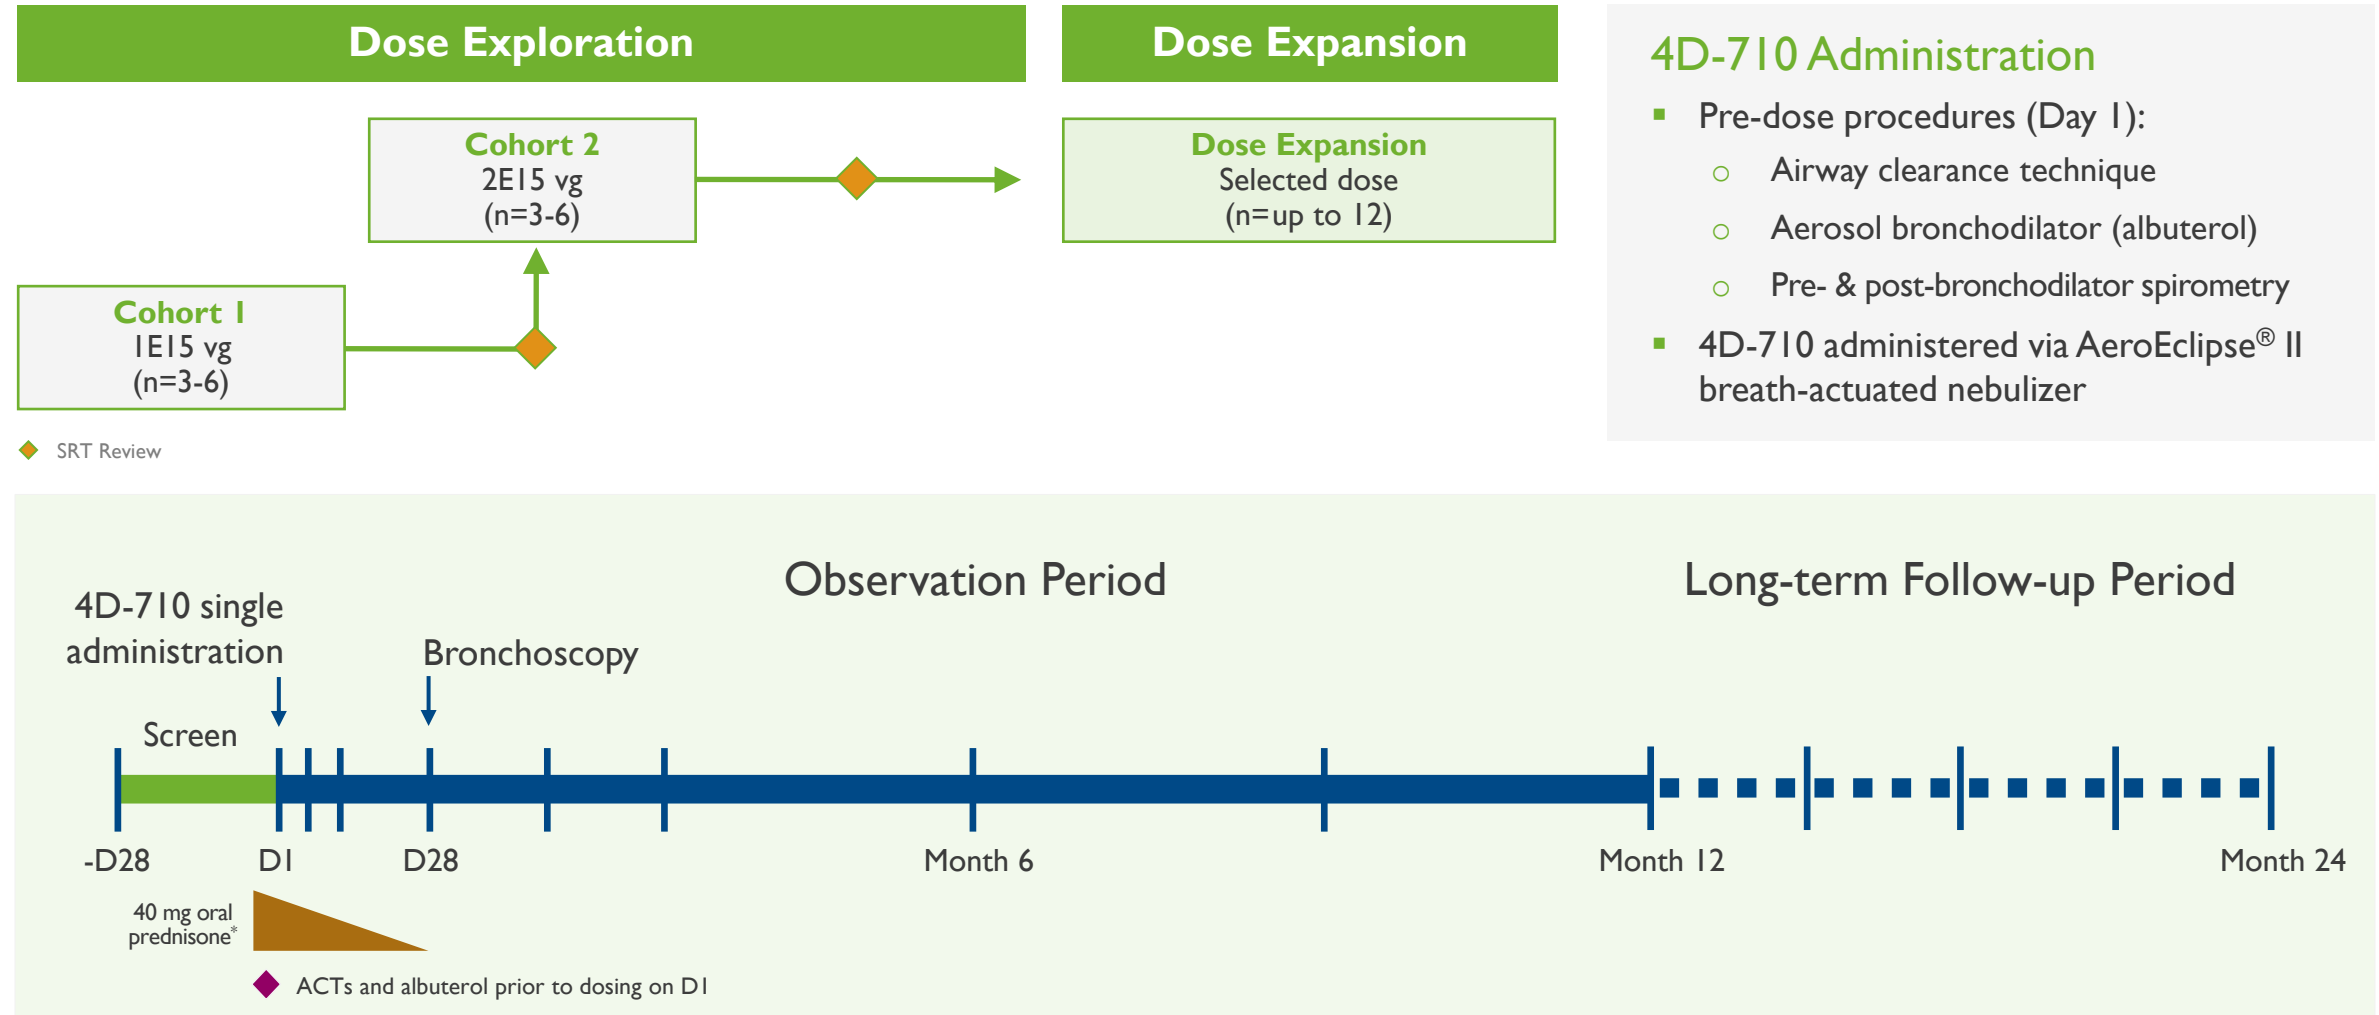 Dose Exploration
Dose Expansion
Cohort 2
2E15 vg
(n=3-6)
Cohort 1
1E15 vg
(n=3-6)
SRT Review
Dose Expansion
Selected dose
(n=up to 12)
4D-710 Administration
Pre-dose procedures (Day 1):
Airway clearance technique
Aerosol bronchodilator (albuterol)
Pre- & post-bronchodilator spirometry
4D-710 administered via AeroEclipse® II
breath-actuated nebulizer
Observation Period
Long-term Follow-up Period
4D-710 single
administration
Bronchoscopy
Screen
-D28
D1
D28
Month 6
Month 12
Month 24
40 mg oral
prednisone*
ACTs and albuterol prior to dosing on D1